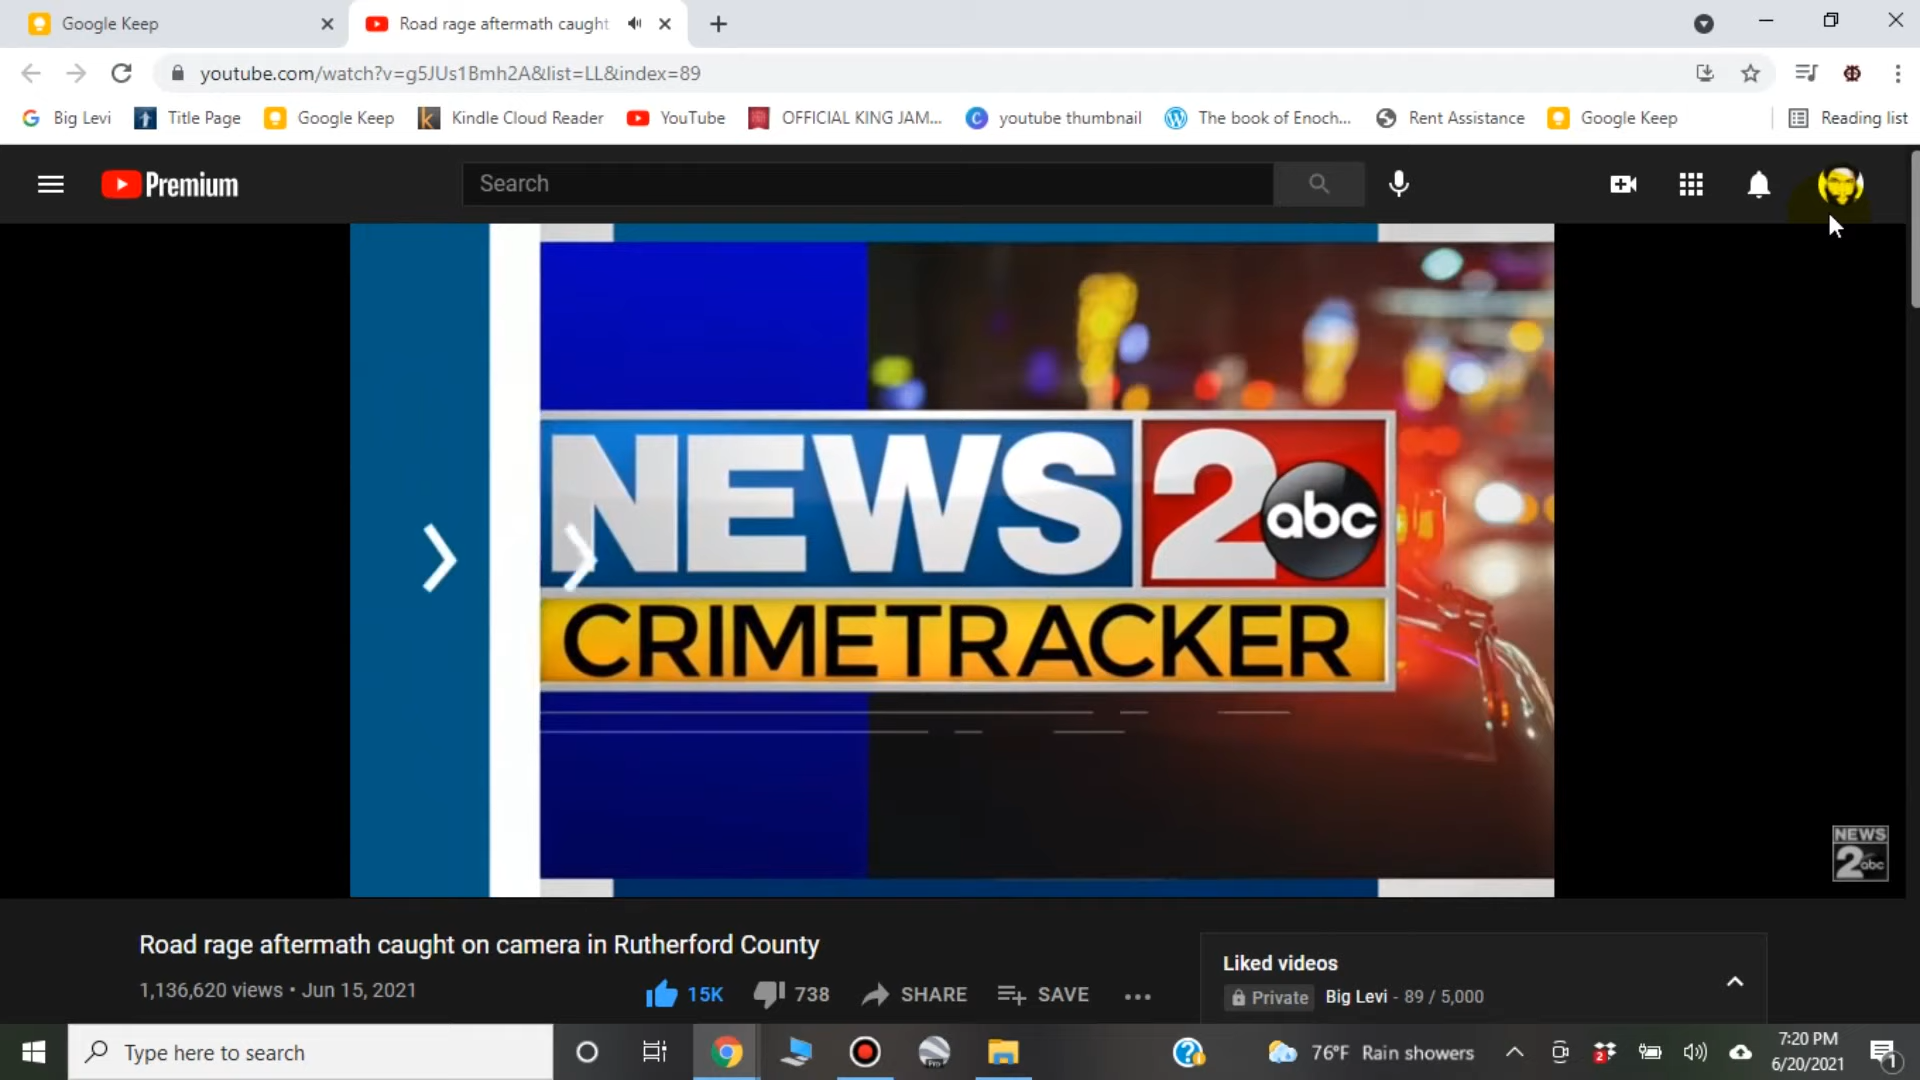 Google Keep
Road rage aftermath caught
youtube.com/watch?v=g5JUs1Bmh2A&list=LL&index=89
Big Levi
Title Page
Google Keep
Kindle Cloud Reader
YouTube
OFFICIAL KING JAM...
youtube thumbnail
The book of Enoch...
Rent Assistance
Google Keep
Reading list
Premium
Search
NEWS 2 abc
CRIMETRACKER
NEWS
2 abc
Road rage aftermath caught on camera in Rutherford County
1,136,620 views • Jun 15, 2021
15K
738
SHARE
SAVE
Liked videos
Private Big Levi - 89 / 5,000
Type here to search
Pro
76°F Rain showers
2
7:20 PM
6/20/2021
1